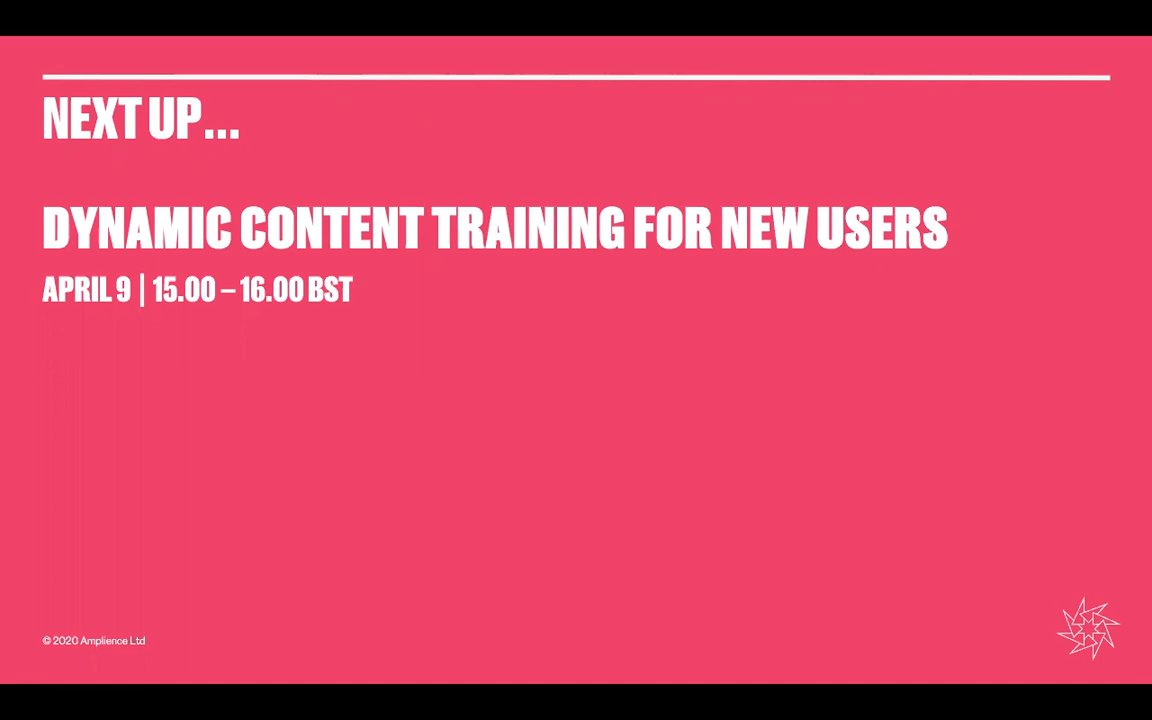 NEXT UP...
DYNAMIC CONTENT TRAINING FOR NEW USERS
APRIL 9 | 15.00 – 16.00 BST
© 2020 Amplience Ltd